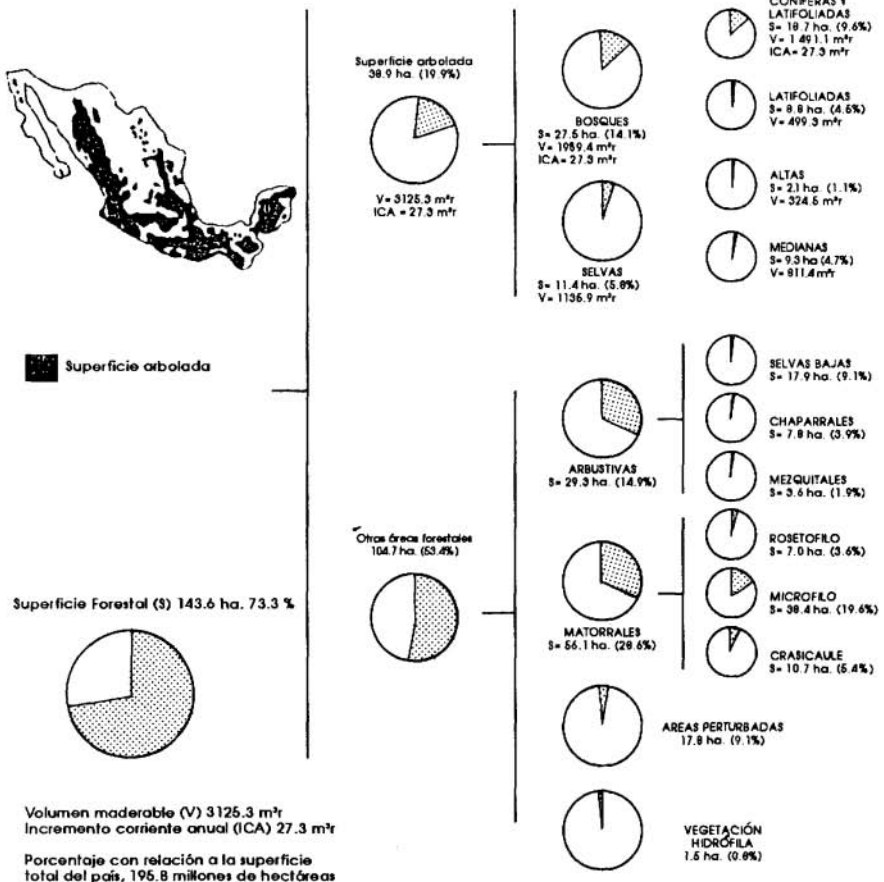 Superficie arbolada
Superficie Forestal (S) 143.6 ha. 73.3 %
Volumen maderable (V) 3125.3 m³r
Incremento corriente anual (ICA) 27.3 m³r
Porcentaje con relación a la superficie
total del país, 195.8 millones de hectáreas
Superficie arbolada
38.9 ha. (19.9%)
V= 3125.3 m³r
ICA = 27.3 m³r
Otras áreas forestales
104.7 ha. (53.4%)
BOSQUES
S= 27.5 ha. (14.1%)
V= 1989.4 m³r
ICA= 27.3 m³r
SELVAS
S= 11.4 ha. (5.8%)
V= 1135.9 m³r
ARBUSTIVAS
S= 29.3 ha. (14.9%)
MATORRALES
S= 56.1 ha. (28.6%)
AREAS PERTURBADAS
17.8 ha. (9.1%)
VEGETACIÓN
HIDRÓFILA
1.5 ha. (0.8%)
CONIFERAS Y
LATIFOLIADAS
S= 18.7 ha. (9.6%)
V= 1 491.1 m³r
ICA= 27.3 m³r
LATIFOLIADAS
S= 8.8 ha. (4.5%)
V= 499.3 m³r
ALTAS
S= 2.1 ha. (1.1%)
V= 324.5 m³r
MEDIANAS
S= 9.3 ha (4.7%)
V= 811.4 m³r
SELVAS BAJAS
S= 17.9 ha. (9.1%)
CHAPARRALES
S= 7.8 ha. (3.9%)
MEZQUITALES
S= 3.6 ha. (1.9%)
ROSETOFILO
S= 7.0 ha. (3.6%)
MICROFILO
S= 38.4 ha. (19.6%)
CRASICAULE
S= 10.7 ha. (5.4%)